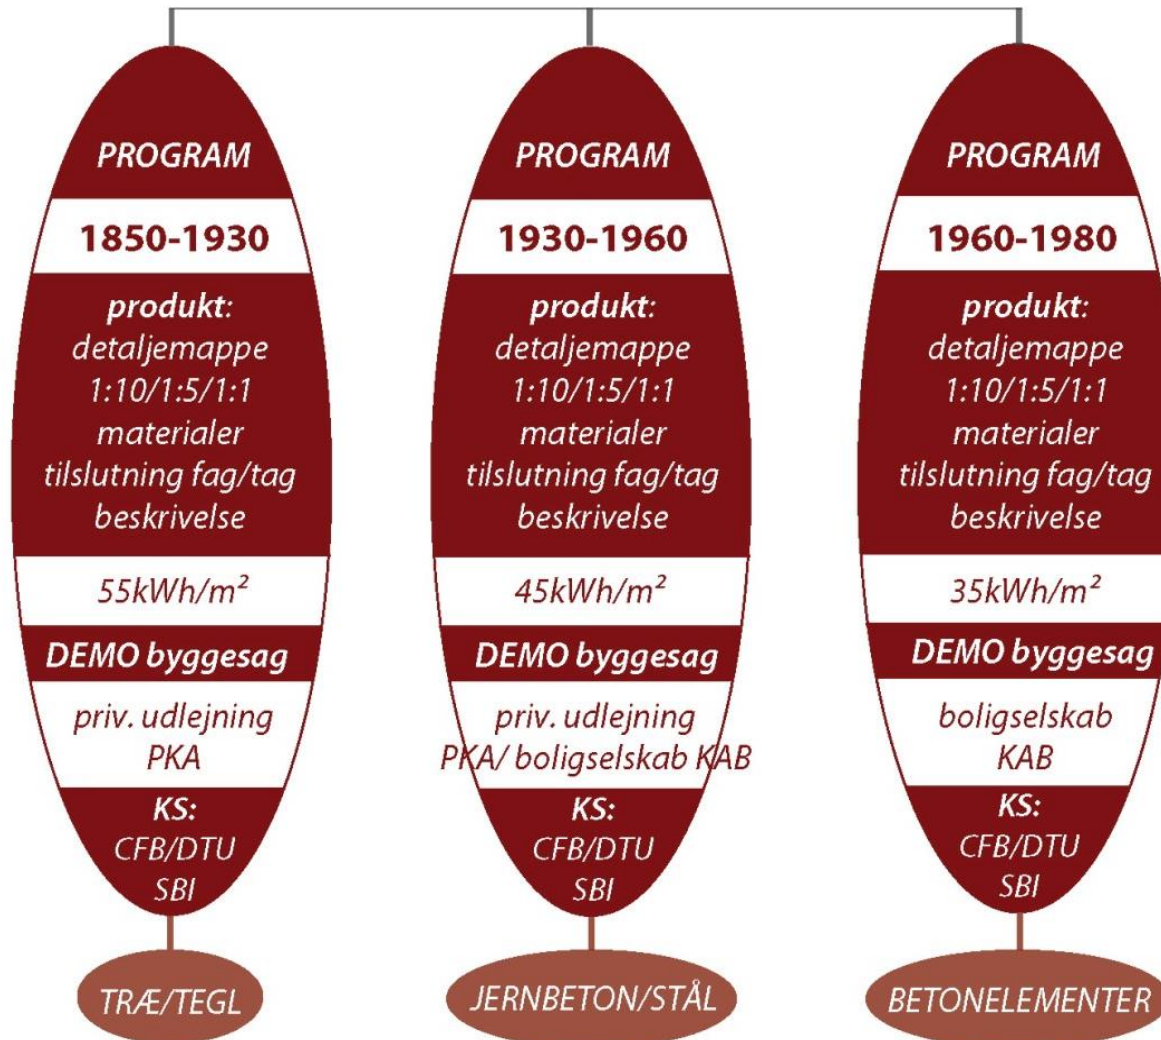 PROGRAM
1850-1930
produkt:
detaljemappe
1:10/1:5/1:1
materialer
tilslutning fag/tag
beskrivelse
55kWh/m²
DEMO byggesag
priv. udlejning
PKA
KS:
CFB/DTU
SBI
TRÆ/TEGL
PROGRAM
1930-1960
produkt:
detaljemappe
1:10/1:5/1:1
materialer
tilslutning fag/tag
beskrivelse
45kWh/m²
DEMO byggesag
priv. udlejning
PKA/ boligselskab KAB
KS:
CFB/DTU
SBI
JERNBETON/STÅL
PROGRAM
1960-1980
produkt:
detaljemappe
1:10/1:5/1:1
materialer
tilslutning fag/tag
beskrivelse
35kWh/m²
DEMO byggesag
boligselskab
KAB
KS:
CFB/DTU
SBI
BETONELEMENTER